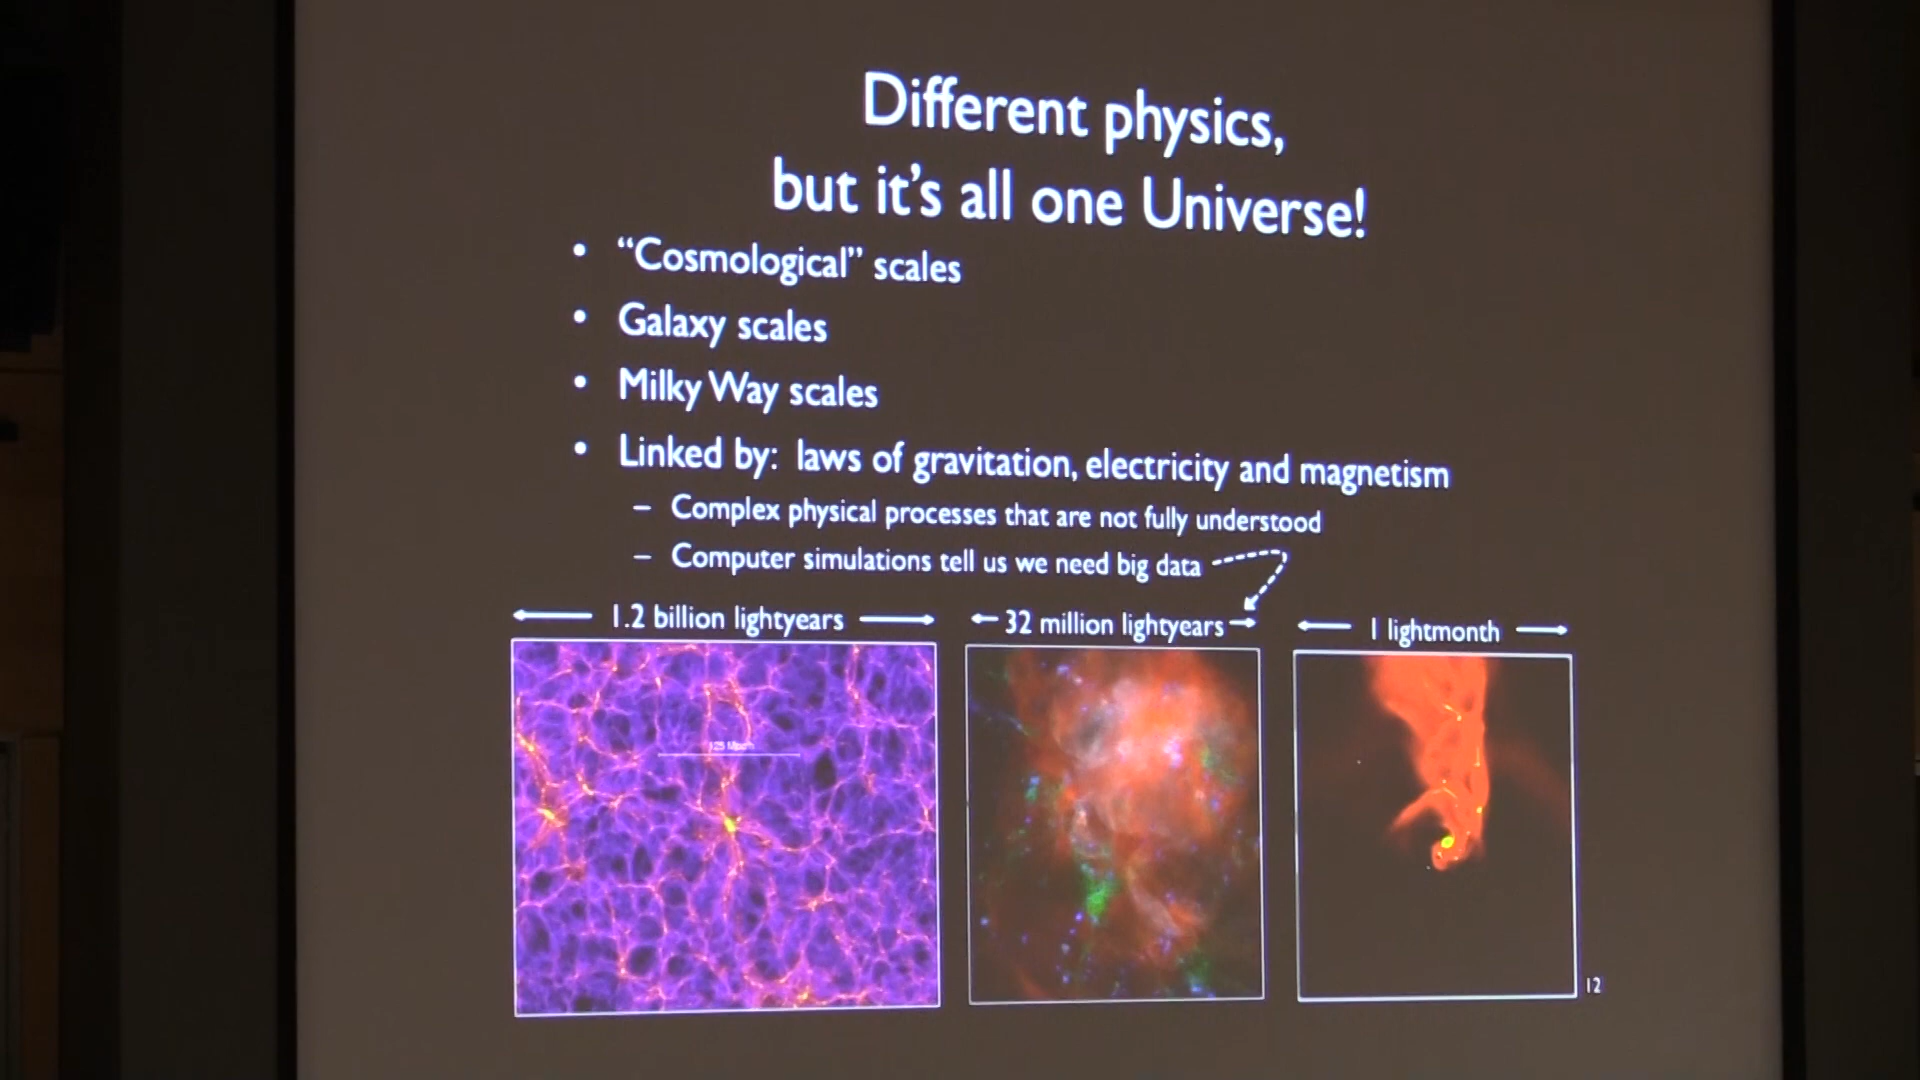 Different physics,
but it's all one Universe!
• “Cosmological” scales
• Galaxy scales
• Milky Way scales
• Linked by: laws of gravitation, electricity and magnetism
– Complex physical processes that are not fully understood
– Computer simulations tell us we need big data
1.2 billion lightyears
32 million lightyears
1 lightmonth
125 Mpc/h
12